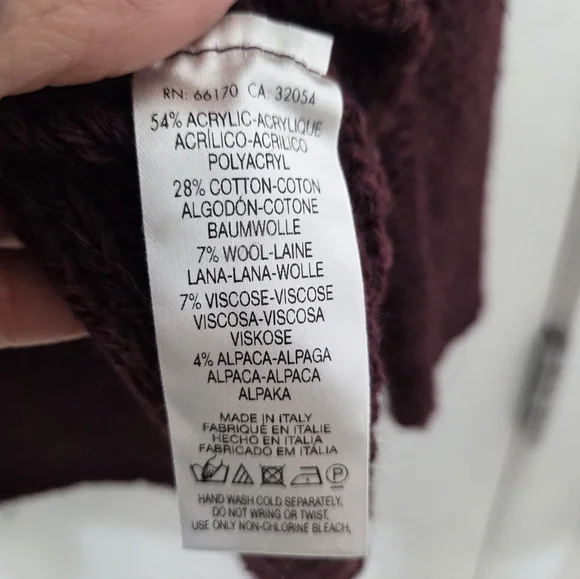 RN: 66170 CA: 32054
54% ACRYLIC-ACRYLIQUE
ACRÍLICO-ACRILICO
POLYACRYL
28% COTTON-COTON
ALGODÓN-COTONE
BAUMWOLLE
7% WOOL-LAINE
LANA-LANA-WOLLE
7% VISCOSE-VISCOSE
VISCOSA-VISCOSA
VISKOSE
4% ALPACA-ALPAGA
ALPACA-ALPACA
ALPAKA
MADE IN ITALY
FABRIQUÉ EN ITALIE
HECHO EN ITALIA
FABRICADO EM ITALIA
P
HAND WASH COLD SEPARATELY,
DO NOT WRING OR TWIST,
USE ONLY NON-CHLORINE BLEACH,